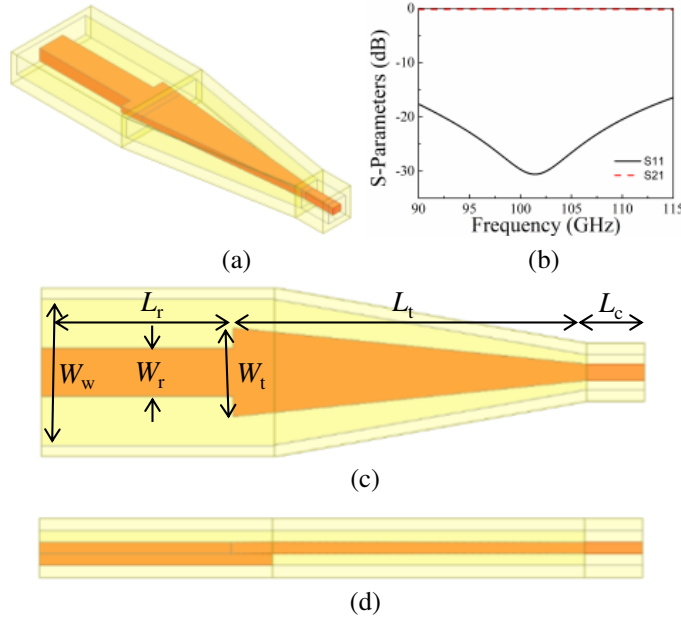 S-Parameters (dB)
0
-10
-20
-30
S11
S21
90 95 100 105 110 115
Frequency (GHz)
(a) (b)
Lr Lt Lc
Ww Wr Wt
(c)
(d)